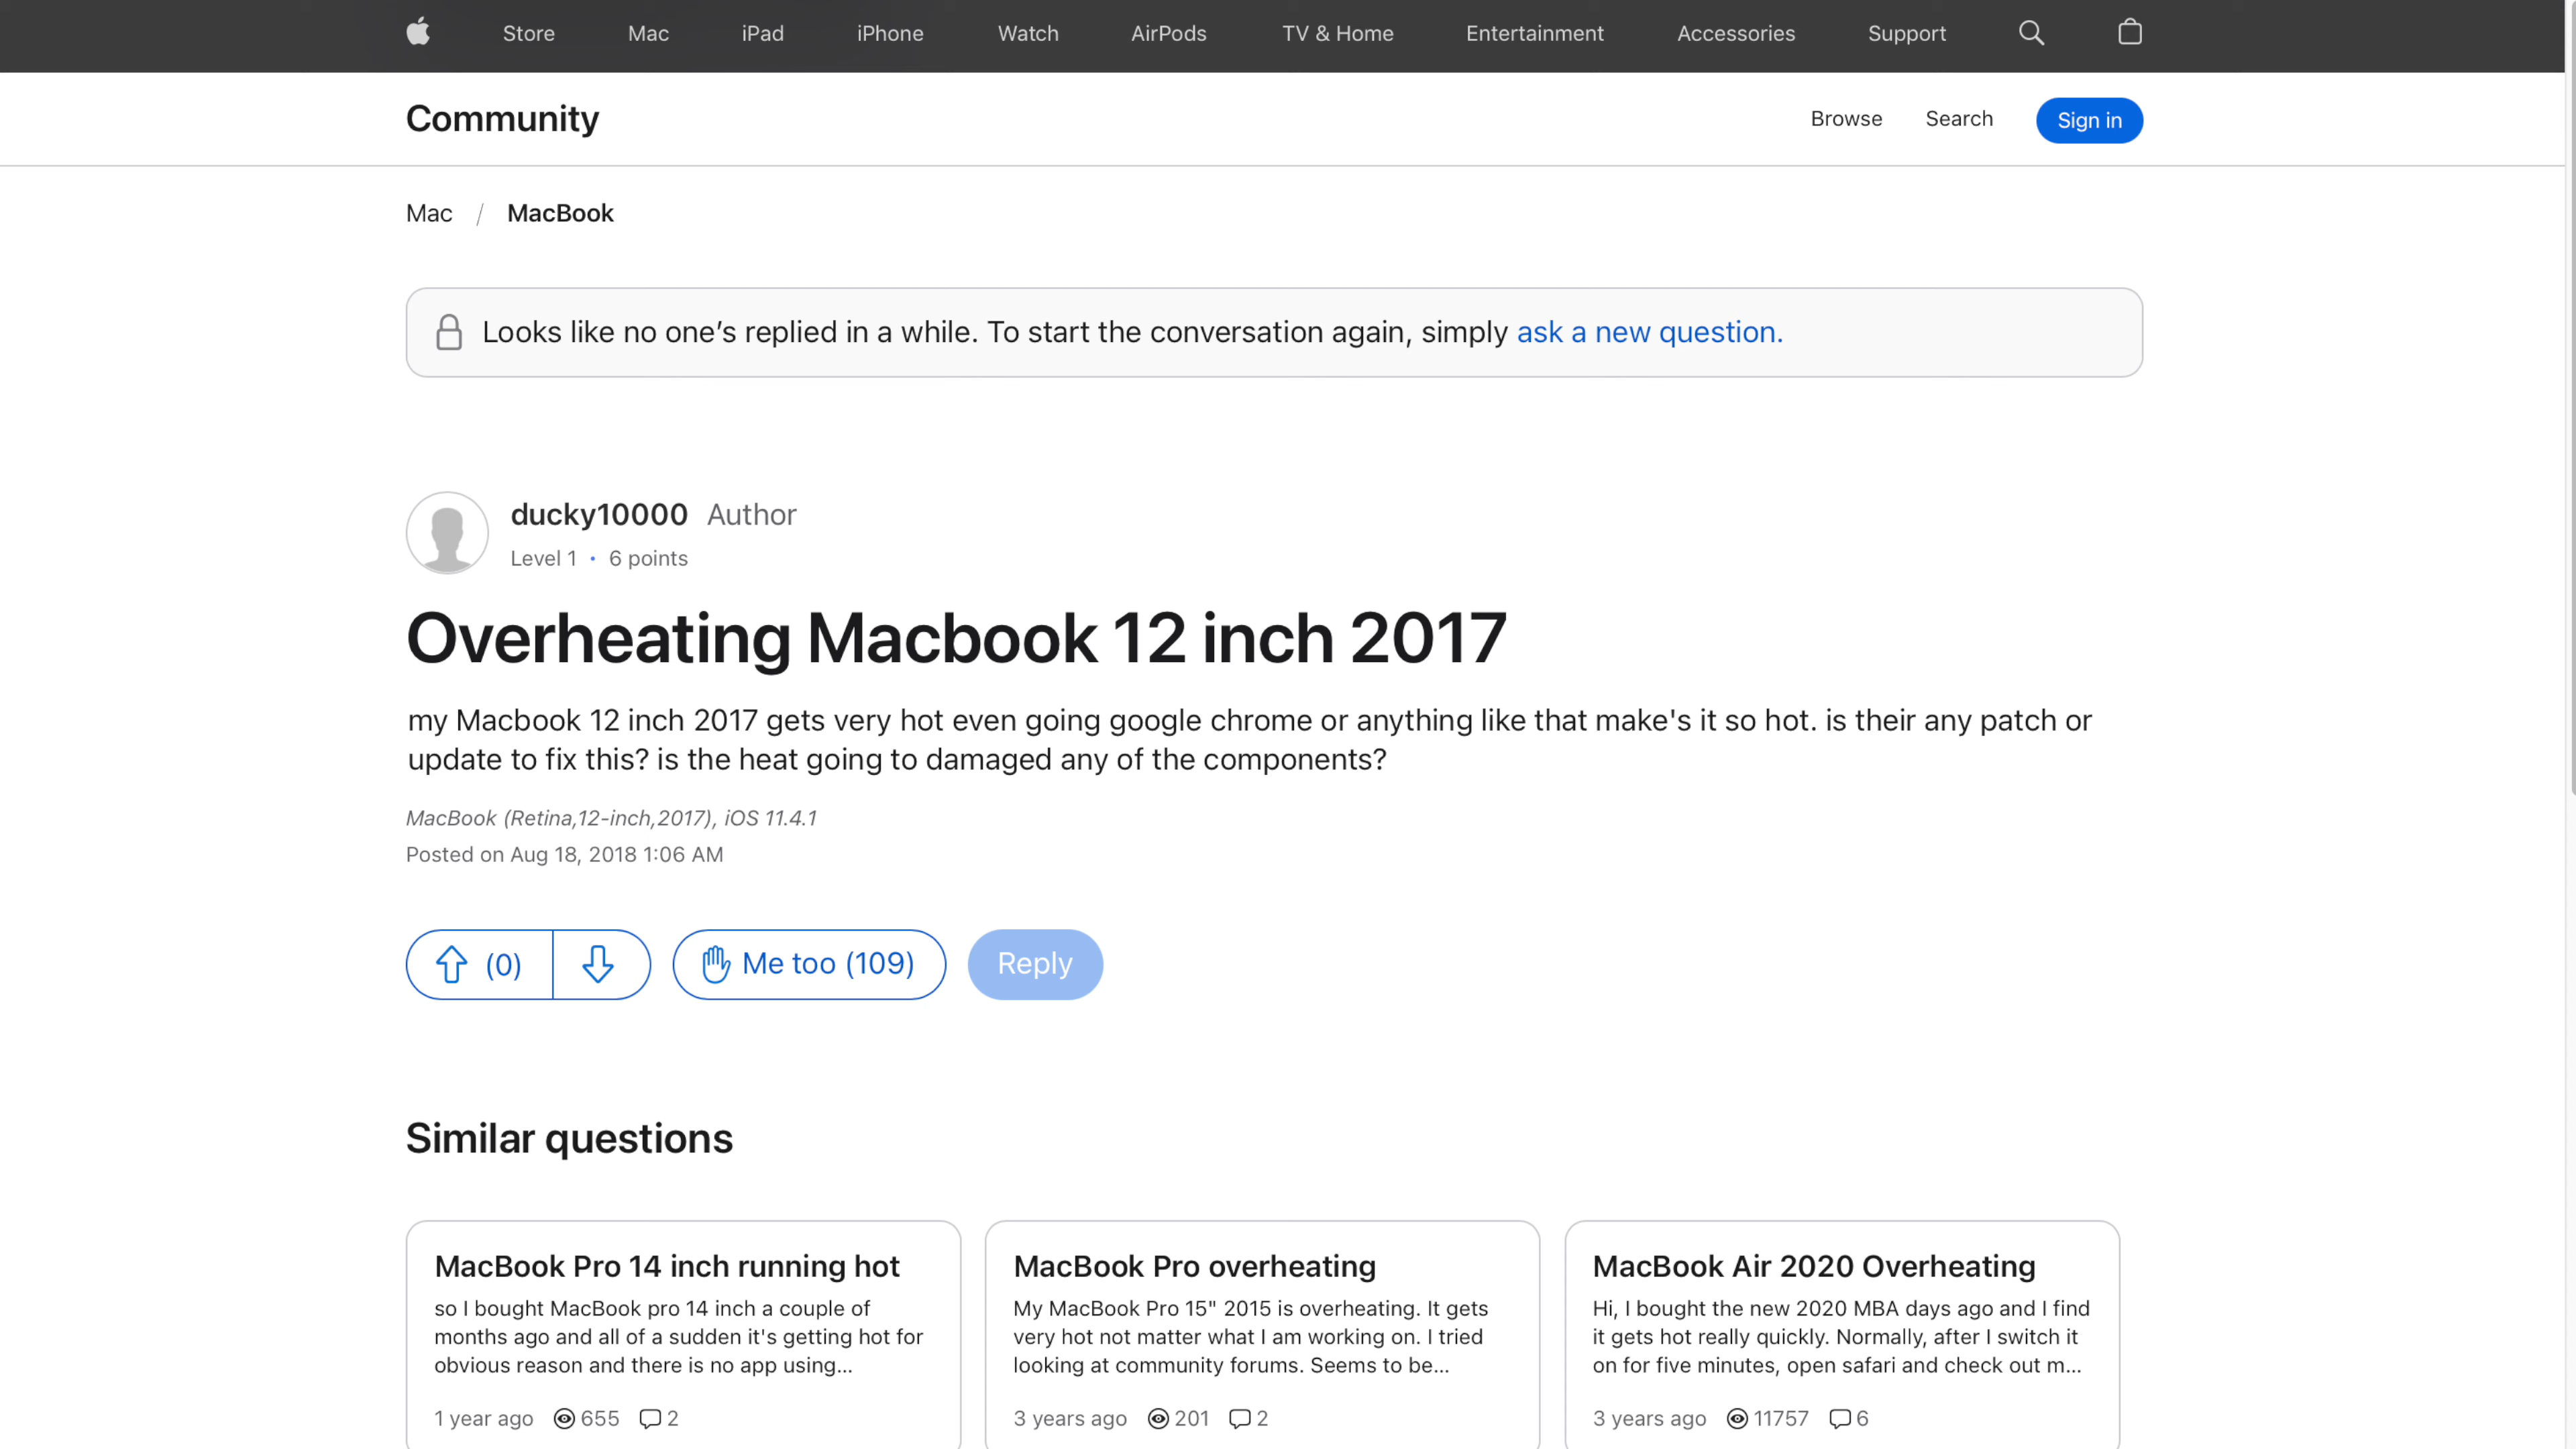 Store Mac iPad iPhone Watch AirPods TV & Home Entertainment Accessories Support
Community Browse Search Sign in
Mac / MacBook
Looks like no one’s replied in a while. To start the conversation again, simply ask a new question.
ducky10000 Author
Level 1 • 6 points
Overheating Macbook 12 inch 2017
my Macbook 12 inch 2017 gets very hot even going google chrome or anything like that make's it so hot. is their any patch or
update to fix this? is the heat going to damaged any of the components?
MacBook (Retina,12-inch,2017), iOS 11.4.1
Posted on Aug 18, 2018 1:06 AM
(0) Me too (109) Reply
Similar questions
MacBook Pro 14 inch running hot
so I bought MacBook pro 14 inch a couple of
months ago and all of a sudden it's getting hot for
obvious reason and there is no app using...
1 year ago 655 2
MacBook Pro overheating
My MacBook Pro 15" 2015 is overheating. It gets
very hot not matter what I am working on. I tried
looking at community forums. Seems to be...
3 years ago 201 2
MacBook Air 2020 Overheating
Hi, I bought the new 2020 MBA days ago and I find
it gets hot really quickly. Normally, after I switch it
on for five minutes, open safari and check out m...
3 years ago 11757 6